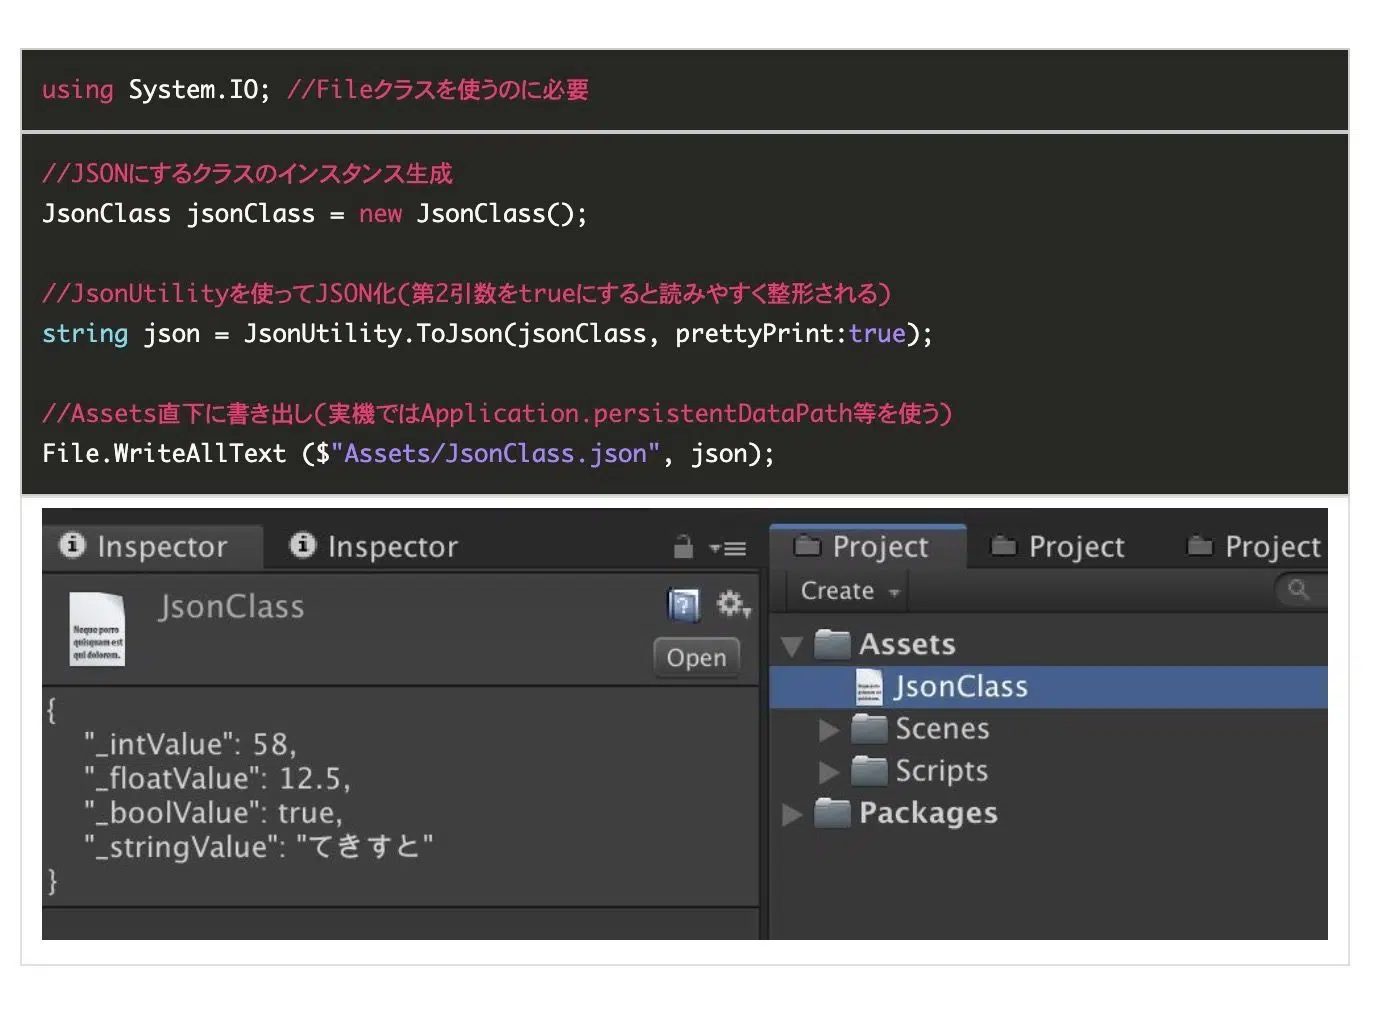 using System.IO; //Fileクラスを使うのに必要
//JSONにするクラスのインスタンス生成
JsonClass jsonClass = new JsonClass();
//JsonUtilityを使ってJSON化(第2引数をtrueにすると読みやすく整形される)
string json = JsonUtility.ToJson(jsonClass, prettyPrint:true);
//Assets直下に書き出し(実機ではApplication.persistentDataPath等を使う)
File.WriteAllText ($"Assets/JsonClass.json", json);
Inspector Inspector
JsonClass
Neque porro
quisquam est
qui dolorem.
Open
{
"_intValue": 58,
"_floatValue": 12.5,
"_boolValue": true,
"_stringValue": "てきすと"
}
Project Project Project
Create
Assets
JsonClass
Scenes
Scripts
Packages